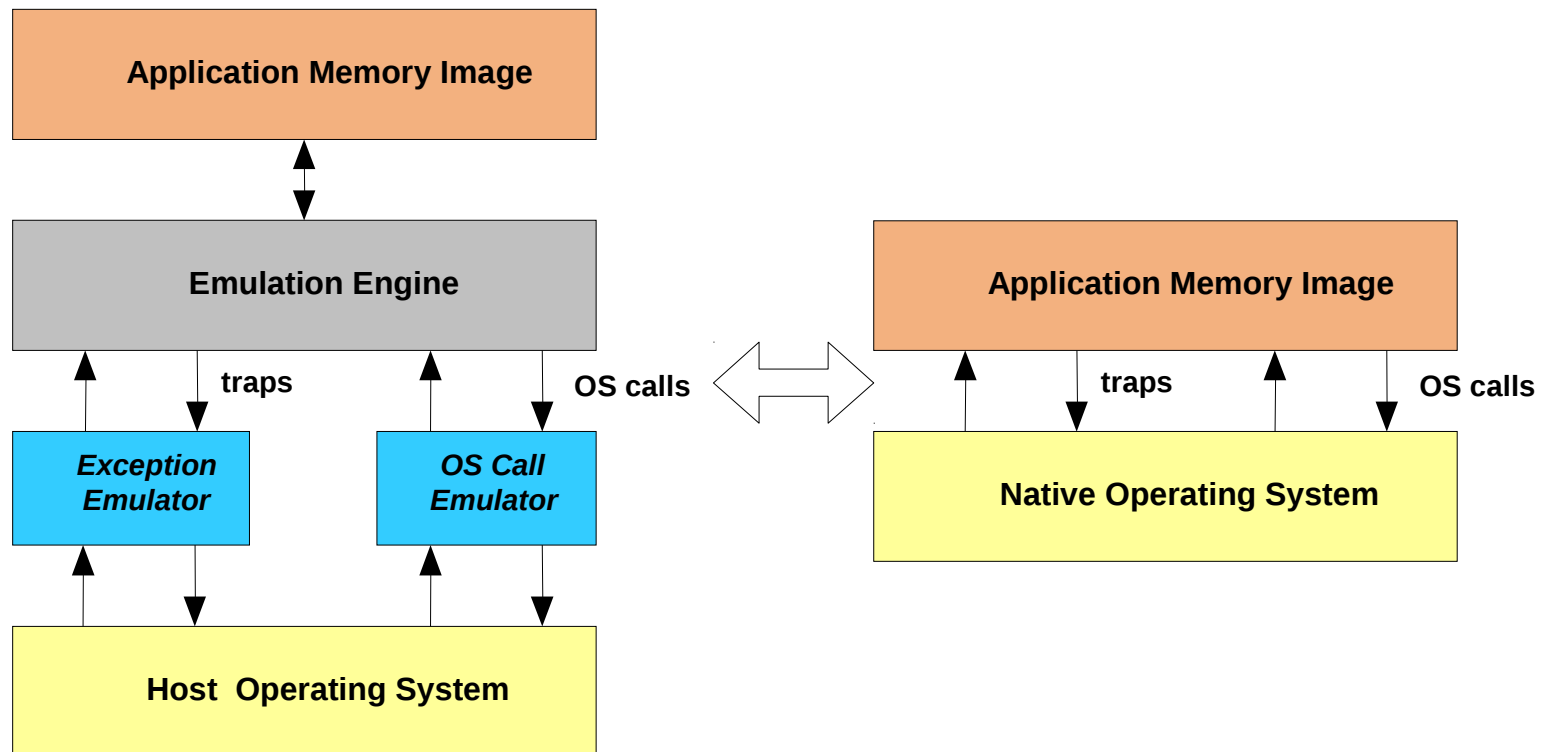 Application Memory Image
Emulation Engine
traps
OS calls
Exception
Emulator
OS Call
Emulator
Host Operating System
Application Memory Image
traps
OS calls
Native Operating System